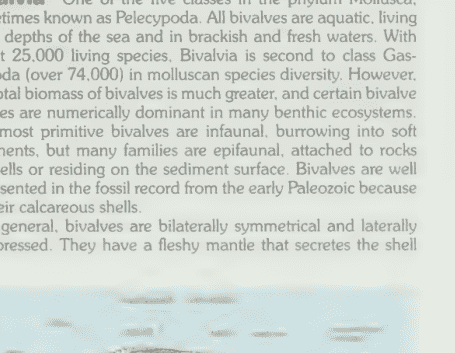 One of the five classes in the phylum Mollusca,
times known as Pelecypoda. All bivalves are aquatic, living
depths of the sea and in brackish and fresh waters. With
t 25,000 living species, Bivalvia is second to class Gas-
oda (over 74,000) in molluscan species diversity. However,
otal biomass of bivalves is much greater, and certain bivalve
es are numerically dominant in many benthic ecosystems.
most primitive bivalves are infaunal, burrowing into soft
ments, but many families are epifaunal, attached to rocks
ells or residing on the sediment surface. Bivalves are well
sented in the fossil record from the early Paleozoic because
eir calcareous shells.
general, bivalves are bilaterally symmetrical and laterally
pressed. They have a fleshy mantle that secretes the shell